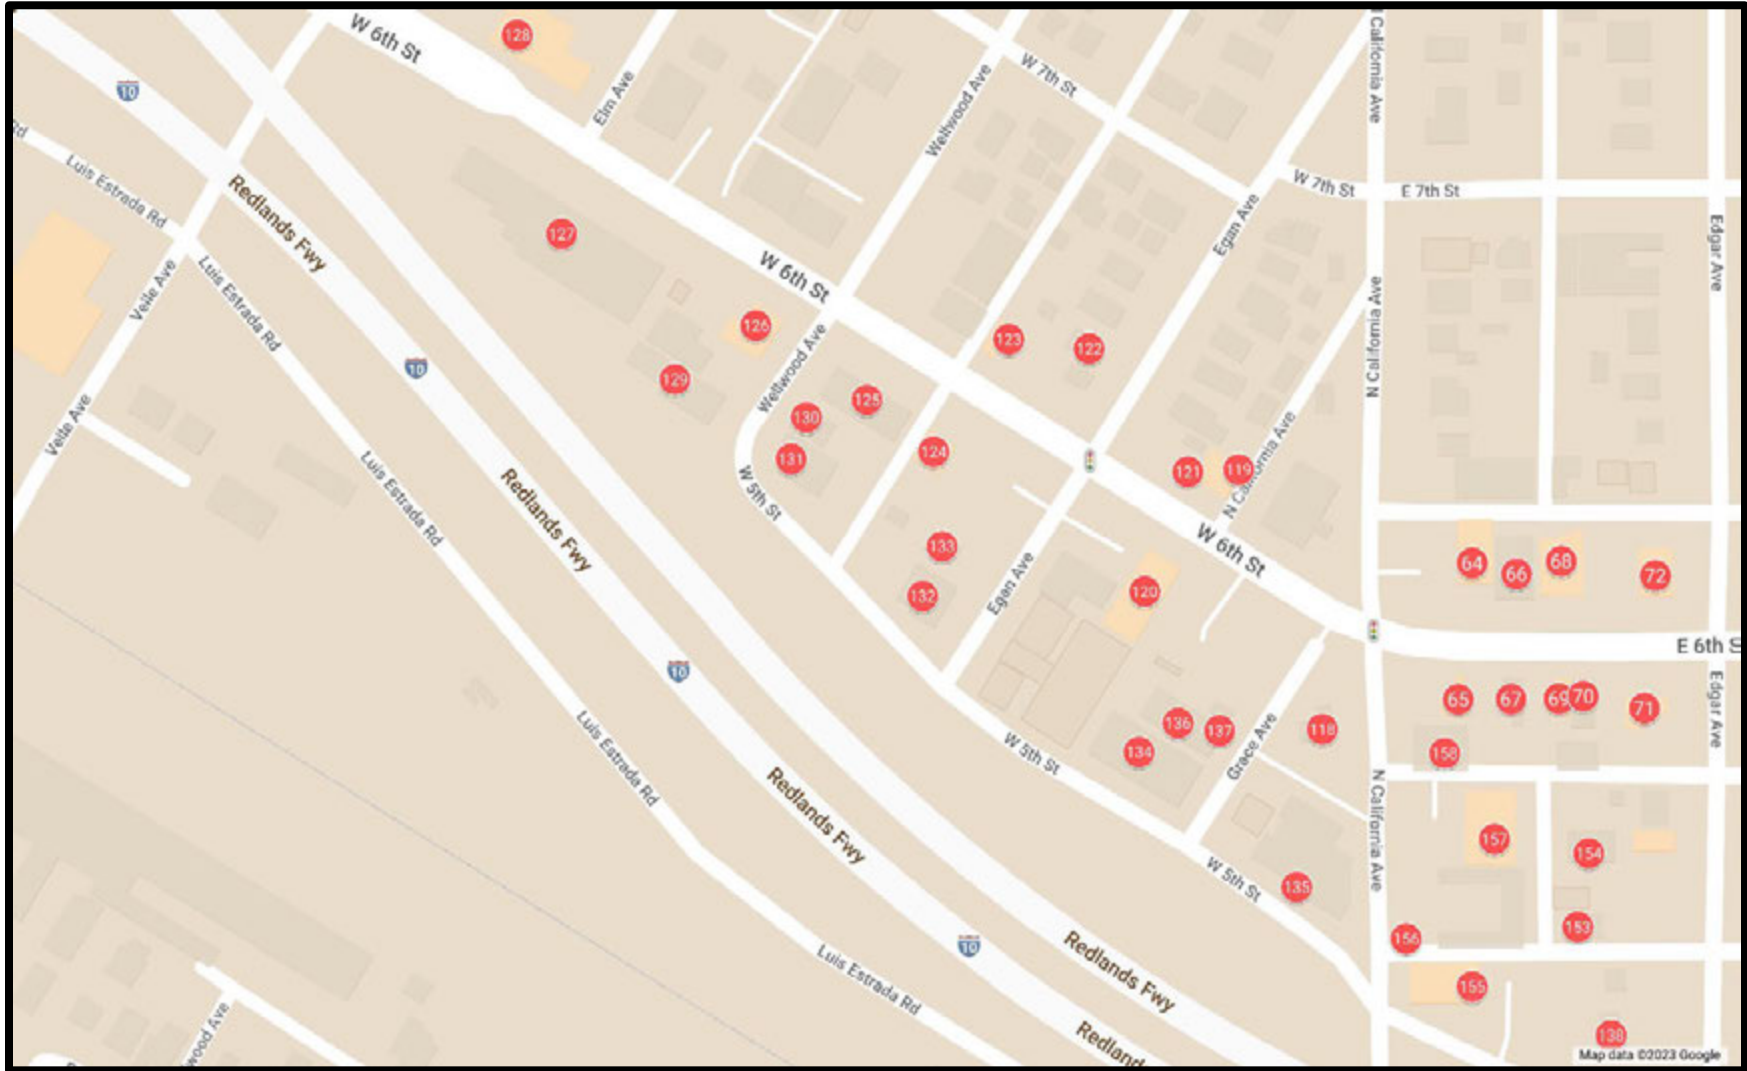 128
W 6th St
N California Ave
10
Elm Ave
W 7th St
Wellwood Ave
Rd
Luis Estrada Rd
Redlands Fwy
W 7th St
E 7th St
127
Egan Ave
Edgar Ave
W 6th St
Velie Ave
Luis Estrada Rd
126
123
122
N California Ave
10
129
Wellwood Ave
125
130
Velie Ave
131
124
121
119
N California Ave
W 5th St
Luis Estrada Rd
Redlands Fwy
133
W 6th St
64
66
68
72
132
Egan Ave
120
10
E 6th S
65
67
69
70
71
Edgar Ave
Luis Estrada Rd
136
137
118
134
W 5th St
Grace Ave
158
Redlands Fwy
N California Ave
157
154
W 5th St
135
153
156
10
Redlands Fwy
Luis Estrada Rd
155
wood Ave
Redland
138
Map data ©2023 Google